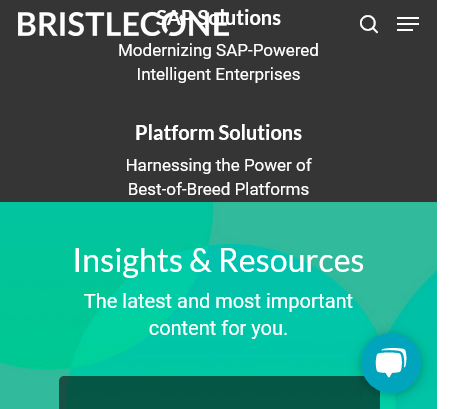 BRISTLECONE
SAP Solutions
Modernizing SAP-Powered
Intelligent Enterprises
Platform Solutions
Harnessing the Power of
Best-of-Breed Platforms
Insights & Resources
The latest and most important
content for you.